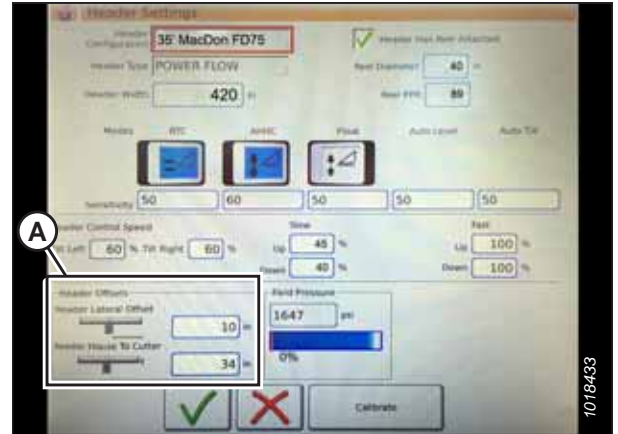 Header Settings
Header Configuration 35' MacDon FD75 Header Has Reel Attached
Header Type POWER FLOW Reel Diameter 40 in
Header Width 420 in Reel PPR 89
Modes RTC AHHC Float Auto Level Auto Tilt
Sensitivity 50 60 50 50 50
Header Control Speed Slow Fast
Tilt Left 60 % Tilt Right 60 % Up 48 % Up 100 %
Down 40 % Down 100 %
A
Header Offsets Field Pressure
Header Lateral Offset 1647 psi
10 in
Feeder House To Cutter 0%
34 in
Calibrate
1018433